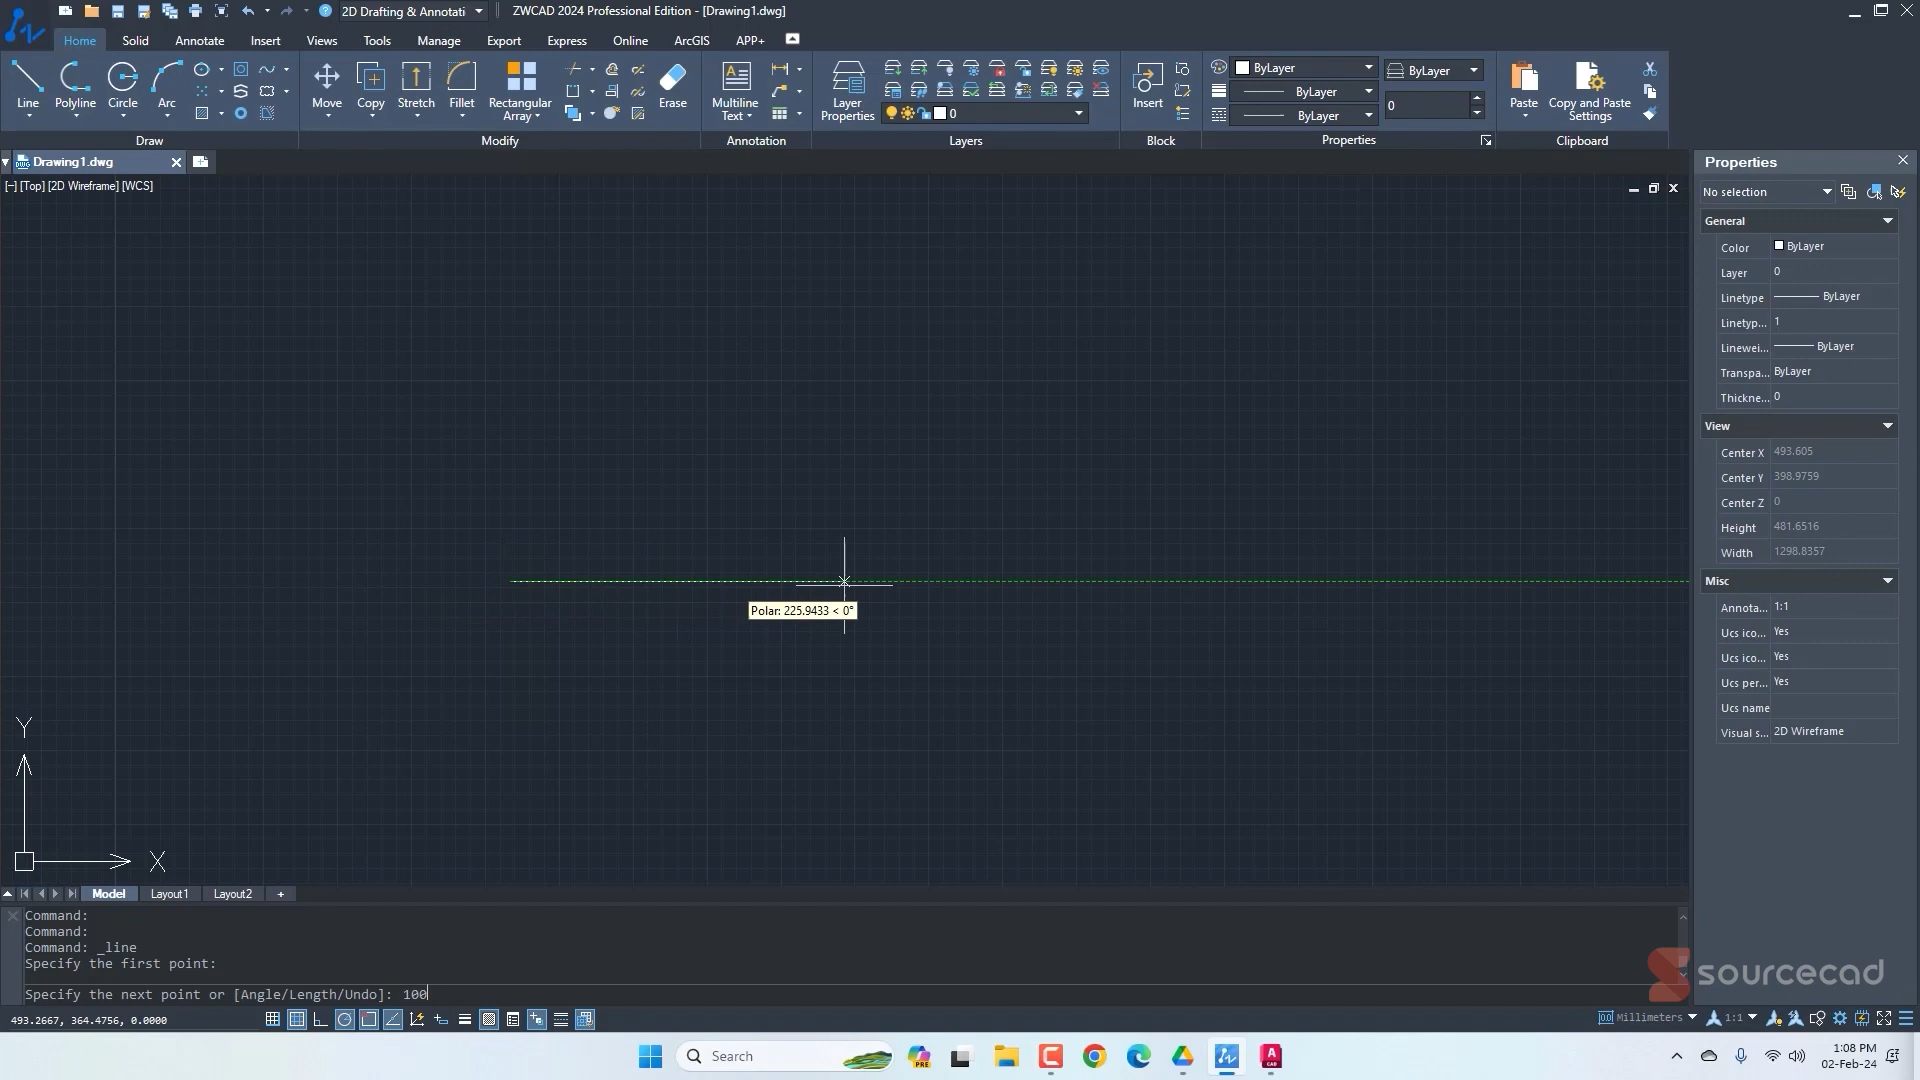 2D Drafting & Annotati
ZWCAD 2024 Professional Edition - [Drawing1.dwg]
Home Solid Annotate Insert Views Tools Manage Export Express Online ArcGIS APP+
Line Polyline Circle Arc
Draw
Move Copy Stretch Fillet Rectangular Array Erase
Modify
Multiline Text
Annotation
Layer Properties
0
Layers
Insert
Block
ByLayer
ByLayer
ByLayer
ByLayer
0
Properties
Paste
Copy and Paste Settings
Clipboard
Drawing1.dwg
[−] [Top] [2D Wireframe] [WCS]
Polar: 225.9433 < 0°
Y
X
Properties
No selection
General
Color ByLayer
Layer 0
Linetype ByLayer
Linetyp... 1
Linewei... ByLayer
Transpa... ByLayer
Thickne... 0
View
Center X 493.605
Center Y 398.9759
Center Z 0
Height 481.6516
Width 1298.8357
Misc
Annota... 1:1
Ucs ico... Yes
Ucs ico... Yes
Ucs per... Yes
Ucs name
Visual s... 2D Wireframe
Model Layout1 Layout2 +
Command:
Command:
Command: _line
Specify the first point:
Specify the next point or [Angle/Length/Undo]: 100
sourcecad
493.2667, 364.4756, 0.0000
Millimeters 1:1
Search
PRE
A
CAD
1:08 PM
02-Feb-24